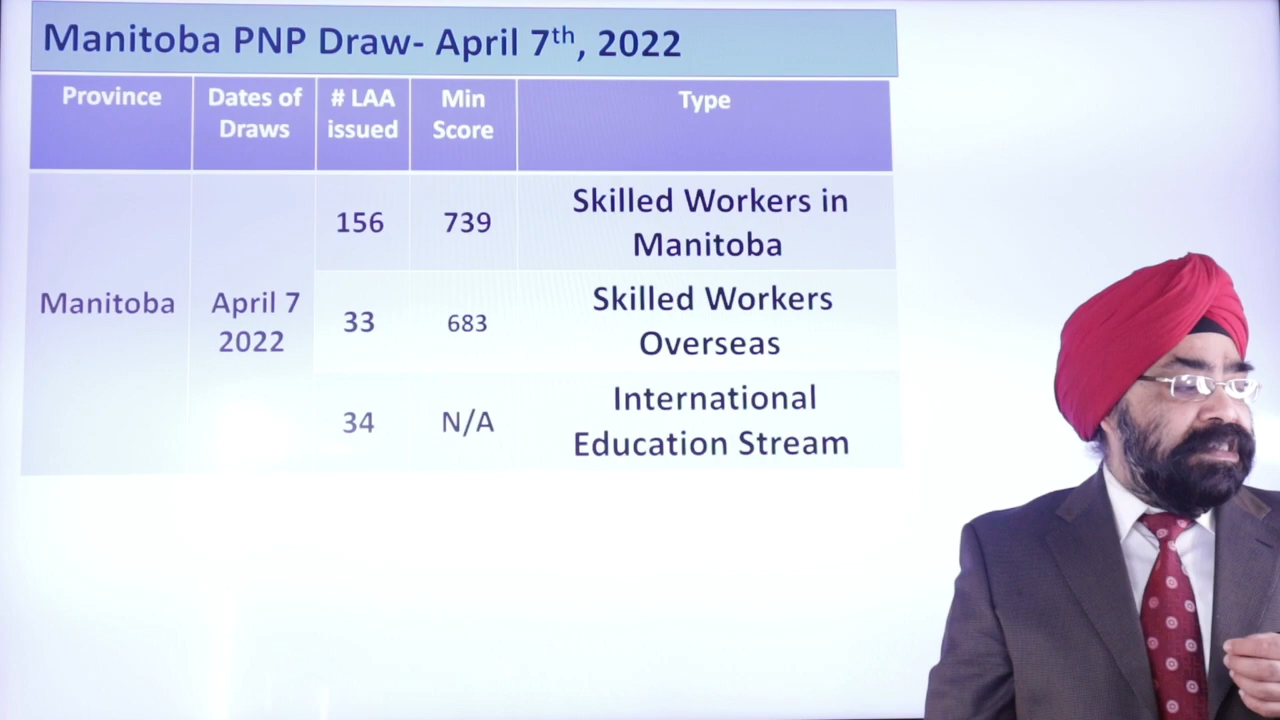 Manitoba PNP Draw- April 7th, 2022
Province
Dates of
Draws
# LAA
issued
Min
Score
Type
Manitoba
April 7
2022
156
739
Skilled Workers in
Manitoba
33
683
Skilled Workers
Overseas
34
N/A
International
Education Stream